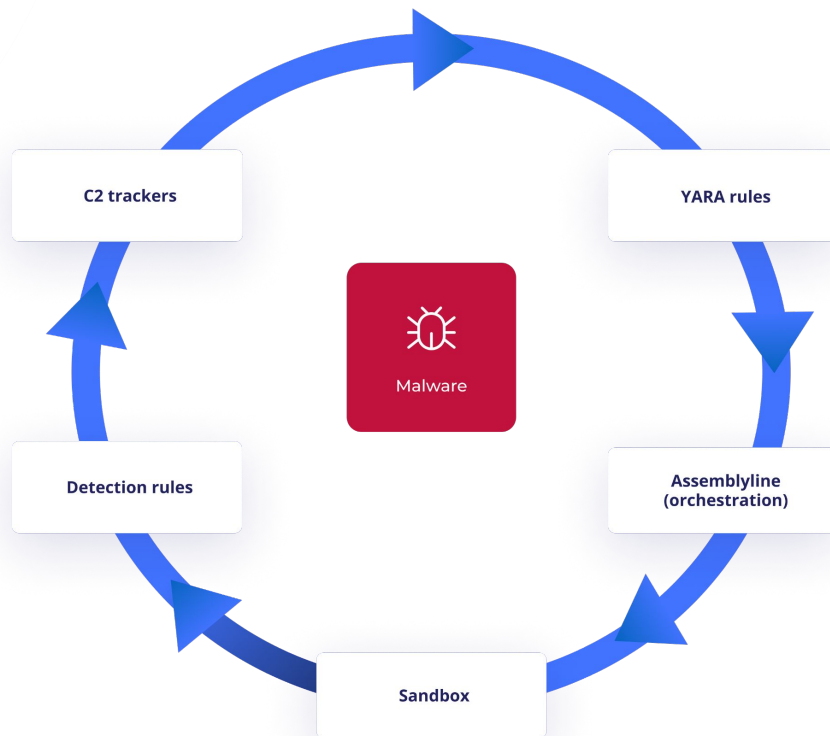 C2 trackers
YARA rules
Malware
Detection rules
Assemblyline
(orchestration)
Sandbox